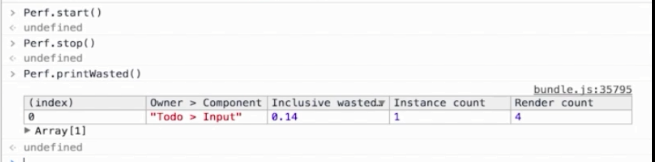 > Perf.start()
< undefined
> Perf.stop()
< undefined
> Perf.printWasted()
bundle.js:35795
(index) Owner > Component Inclusive wasted Instance count Render count
0 "Todo > Input" 0.14 1 4
▶ Array[1]
< undefined